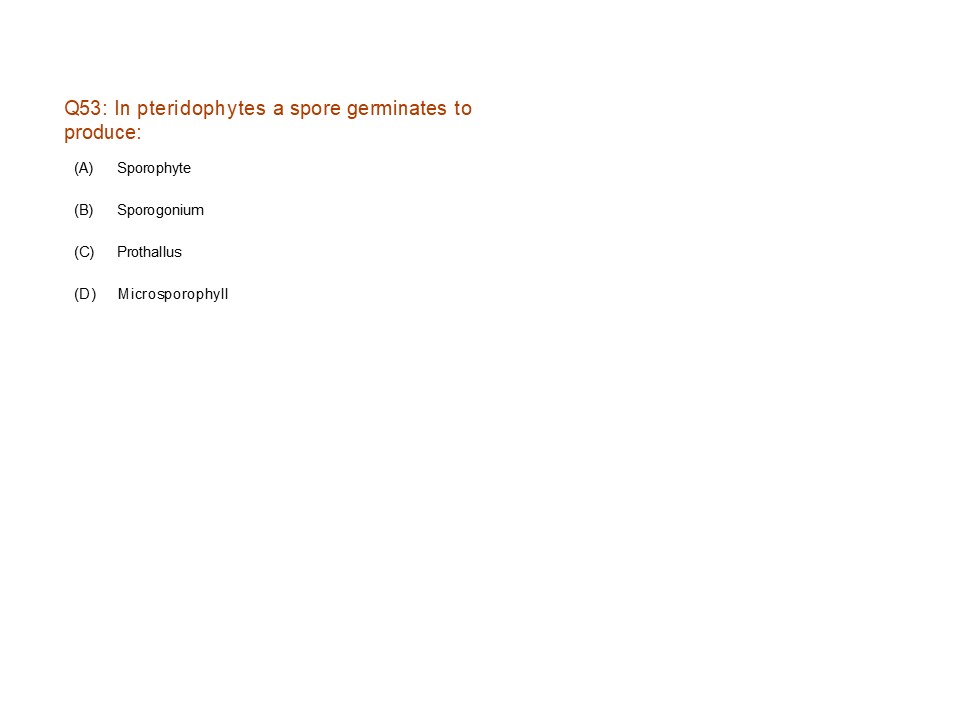 Q53: In pteridophytes a spore germinates to
produce:
(A) Sporophyte
(B) Sporogonium
(C) Prothallus
(D) Microsporophyll